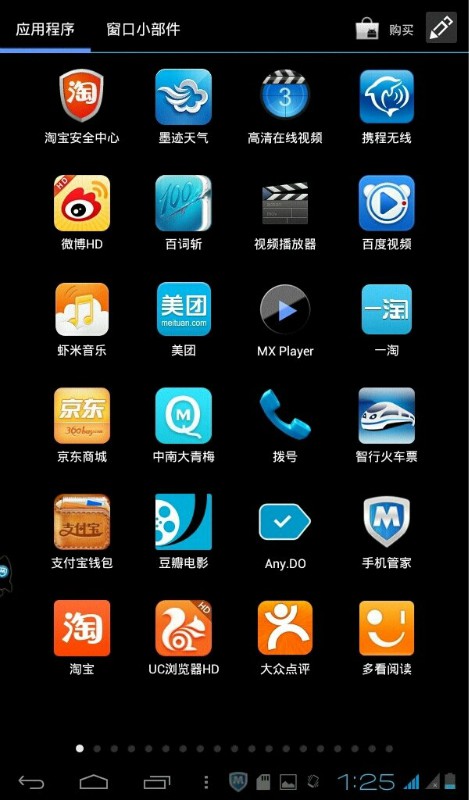 应用程序 窗口小部件 购买
淘
淘宝安全中心 墨迹天气 高清在线视频 携程无线
3
HD 100
微博HD 百词斩 视频播放器 百度视频
美团 一淘
meituan.com
虾米音乐 美团 MX Player 一淘
京东 M
360buy.com
京东商城 中南大青梅 拨号 智行火车票
支付宝 M
支付宝钱包 豆瓣电影 Any.DO 手机管家
淘 HD
淘宝 UC浏览器HD 大众点评 多看阅读
M 1:25